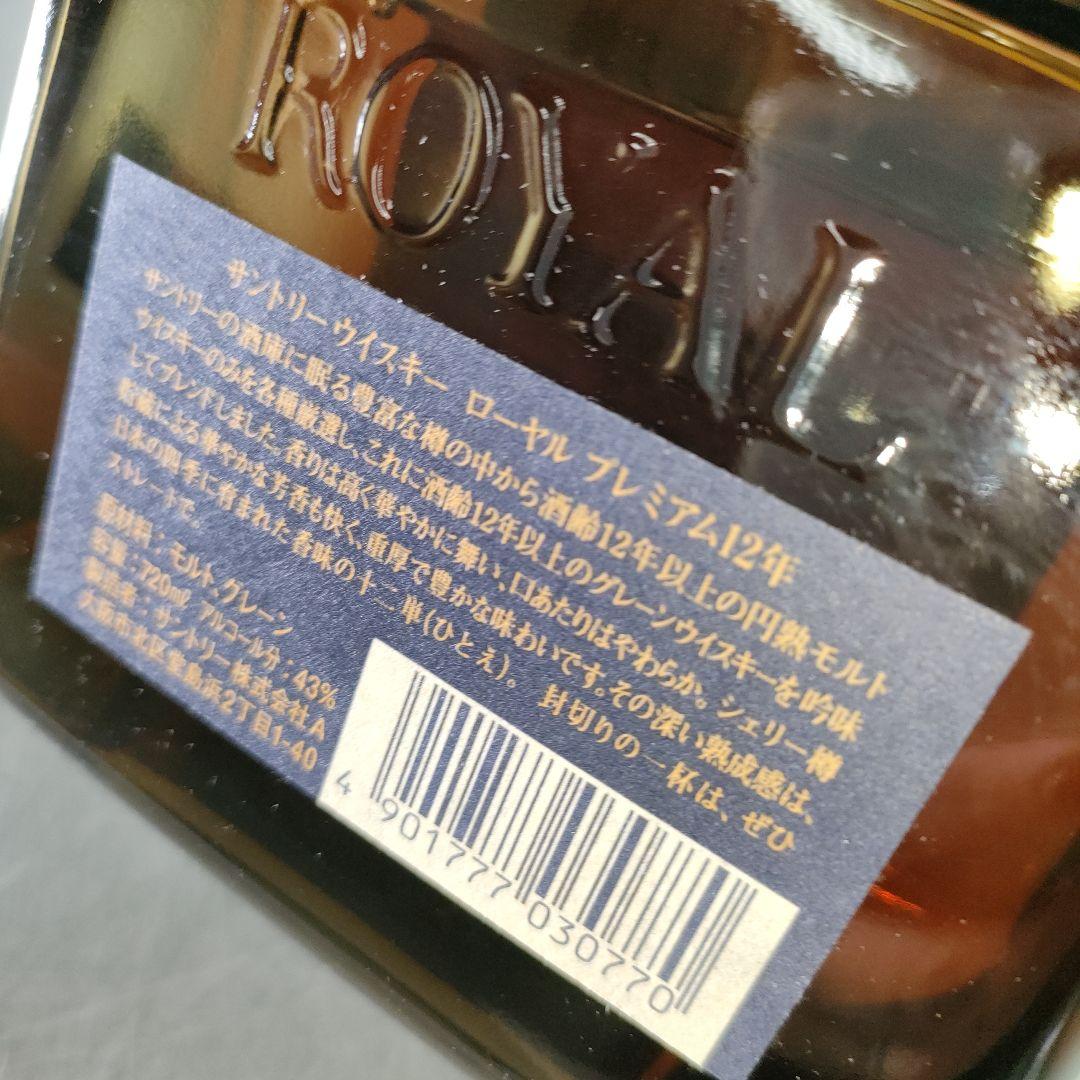 ROYAL
サントリー ウイスキー ローヤル プレミアム12年
サントリーの酒庫に眠る豊富な樽の中から酒齢12年以上の円熟モルト
ウイスキーのみを各種厳選し、これに酒齢12年以上のグレーンウイスキーを吟味
してブレンドしました。香りは高く華やかに舞い、口あたりはやわらか。シェリー樽
貯蔵による華やかな芳香も快く、重厚で豊かな味わいです。その深い熟成感は、
日本の四季に育まれた香味の十二単(ひとえ)。 封切りの一杯は、ぜひ
ストレートで。
原材料:モルト、グレーン
容量:720mℓ アルコール分:43%
製造者:サントリー株式会社A
大阪市北区堂島浜2丁目1-40
4 901777 030770